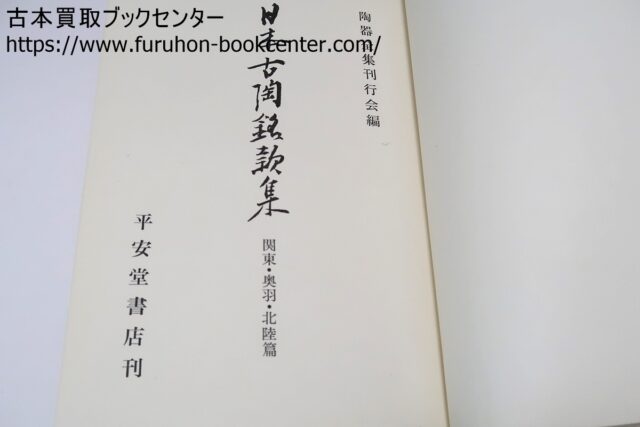 古本買取ブックセンター
https://www.furuhon-bookcenter.com/
陶器全集刊行会編
日本古陶銘款集
関東・奥羽・北陸篇
平安堂書店刊